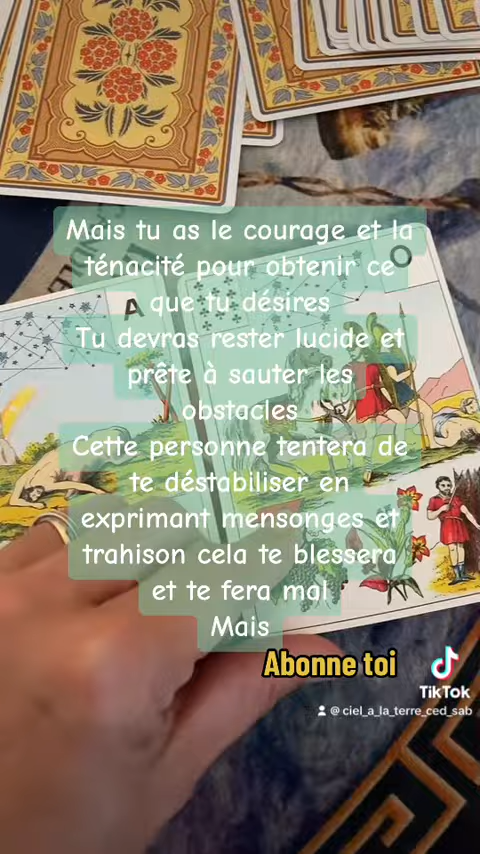 Mais tu as le courage et la
ténacité pour obtenir ce
que tu désires
Tu devras rester lucide et
prête à sauter les
obstacles
Cette personne tentera de
te déstabiliser en
exprimant mensonges et
trahison cela te blessera
et te fera mal
Mais
A
O
Abonne toi
TikTok
@ciel_a_la_terre_ced_sab